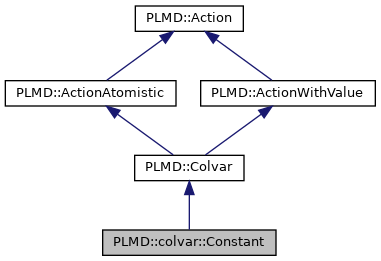 PLMD::Action
PLMD::ActionAtomistic
PLMD::ActionWithValue
PLMD::Colvar
PLMD::colvar::Constant